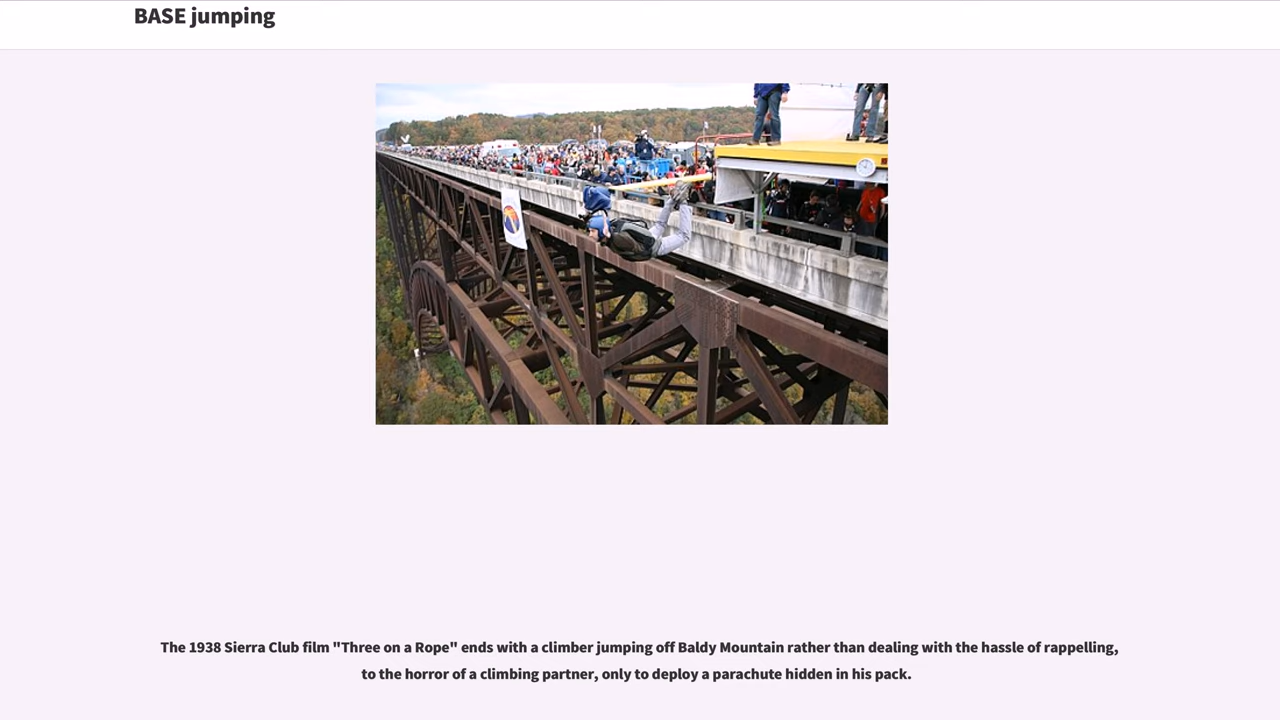 BASE jumping
The 1938 Sierra Club film "Three on a Rope" ends with a climber jumping off Baldy Mountain rather than dealing with the hassle of rappelling,
to the horror of a climbing partner, only to deploy a parachute hidden in his pack.